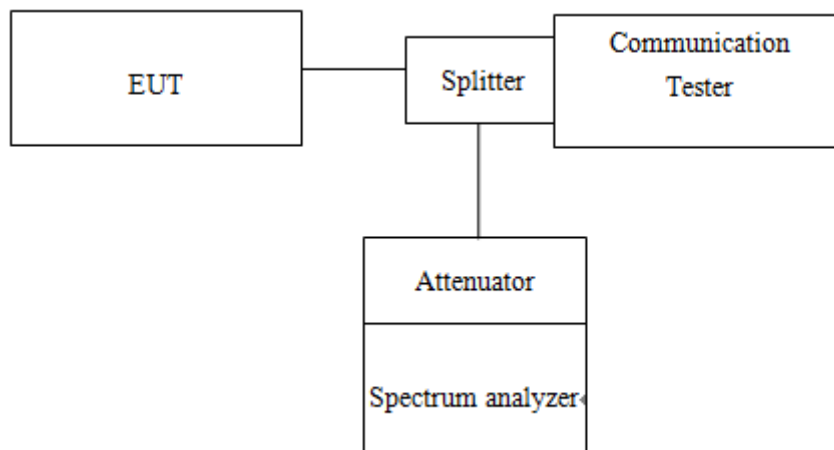 EUT
Splitter
Communication
Tester
Attenuator
Spectrum analyzer